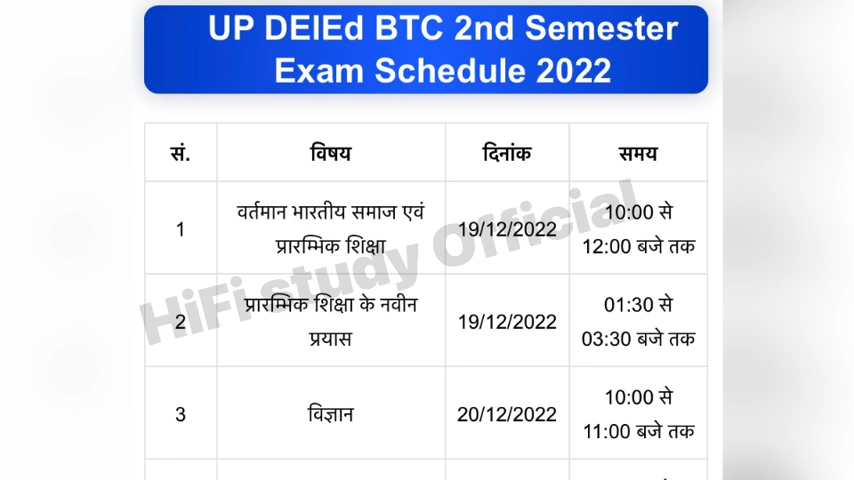 UP DElEd BTC 2nd Semester
Exam Schedule 2022
सं. विषय दिनांक समय
1 वर्तमान भारतीय समाज एवं प्रारम्भिक शिक्षा 19/12/2022 10:00 से 12:00 बजे तक
2 प्रारम्भिक शिक्षा के नवीन प्रयास 19/12/2022 01:30 से 03:30 बजे तक
3 विज्ञान 20/12/2022 10:00 से 11:00 बजे तक
HiFi study Official